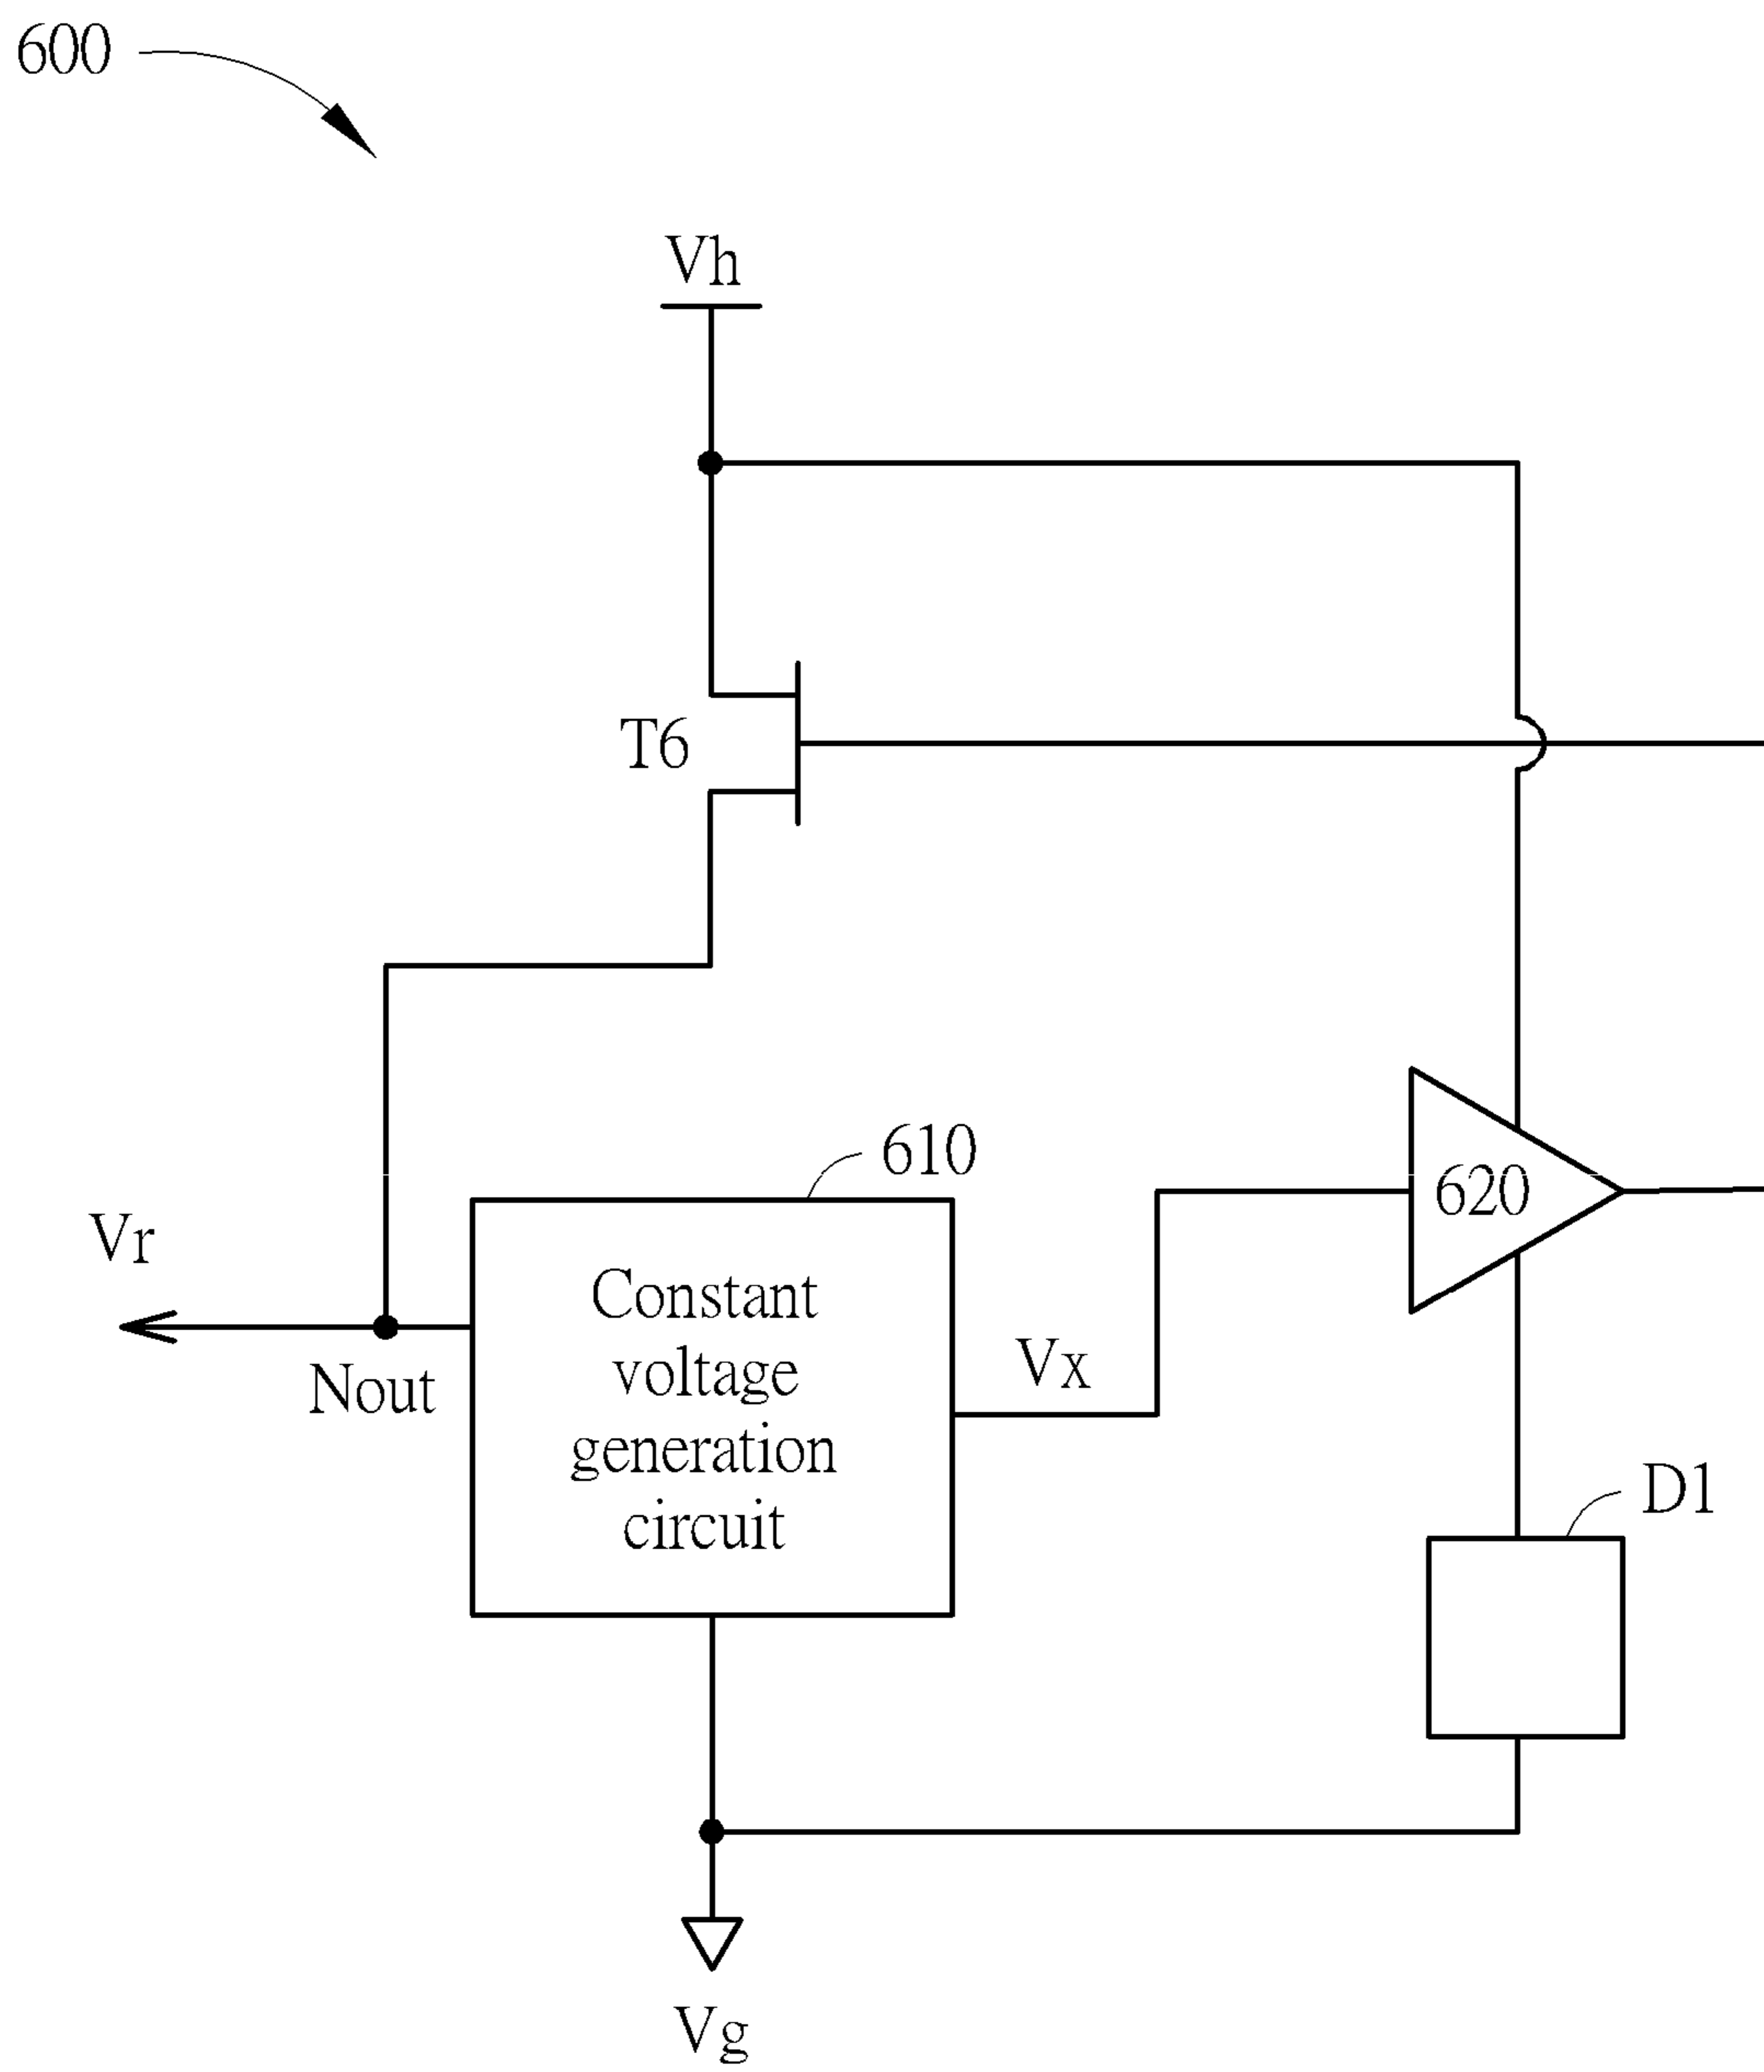 600
Vh
T6
610
620
Vr
Constant
voltage
generation
circuit
Nout
Vx
D1
Vg